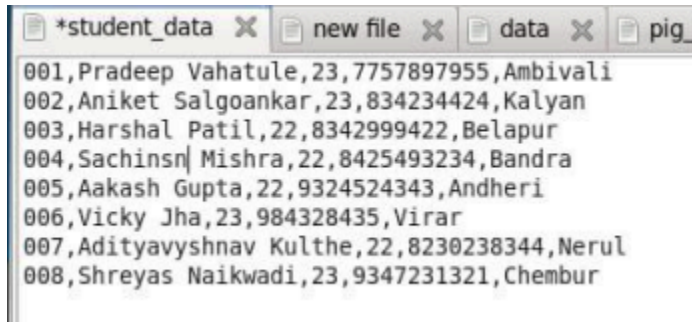 *student_data new file data pig_
001,Pradeep Vahatule,23,7757897955,Ambivali
002,Aniket Salgoankar,23,834234424,Kalyan
003,Harshal Patil,22,8342999422,Belapur
004,Sachinsn Mishra,22,8425493234,Bandra
005,Aakash Gupta,22,9324524343,Andheri
006,Vicky Jha,23,984328435,Virar
007,Adityavyshnav Kulthe,22,8230238344,Nerul
008,Shreyas Naikwadi,23,9347231321,Chembur